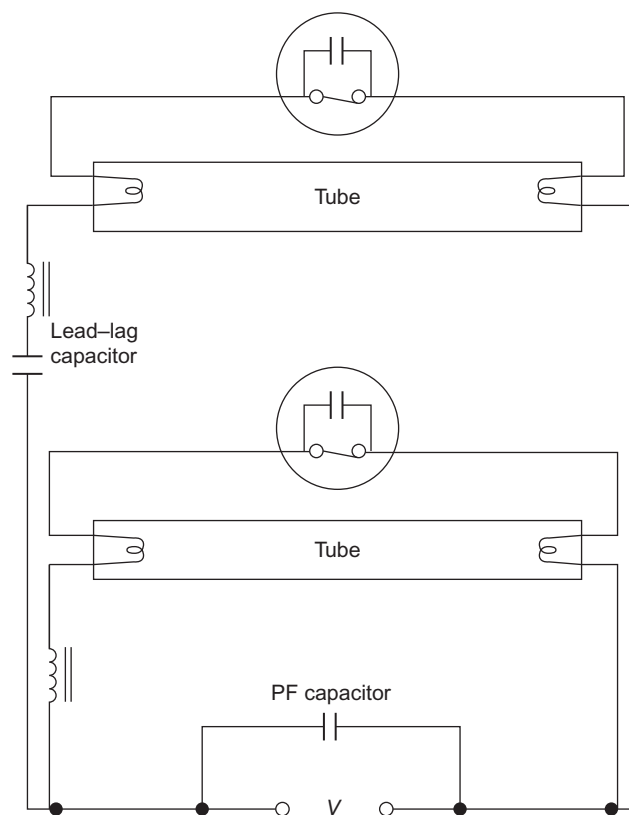 Tube
Lead–lag
capacitor
Tube
PF capacitor
V